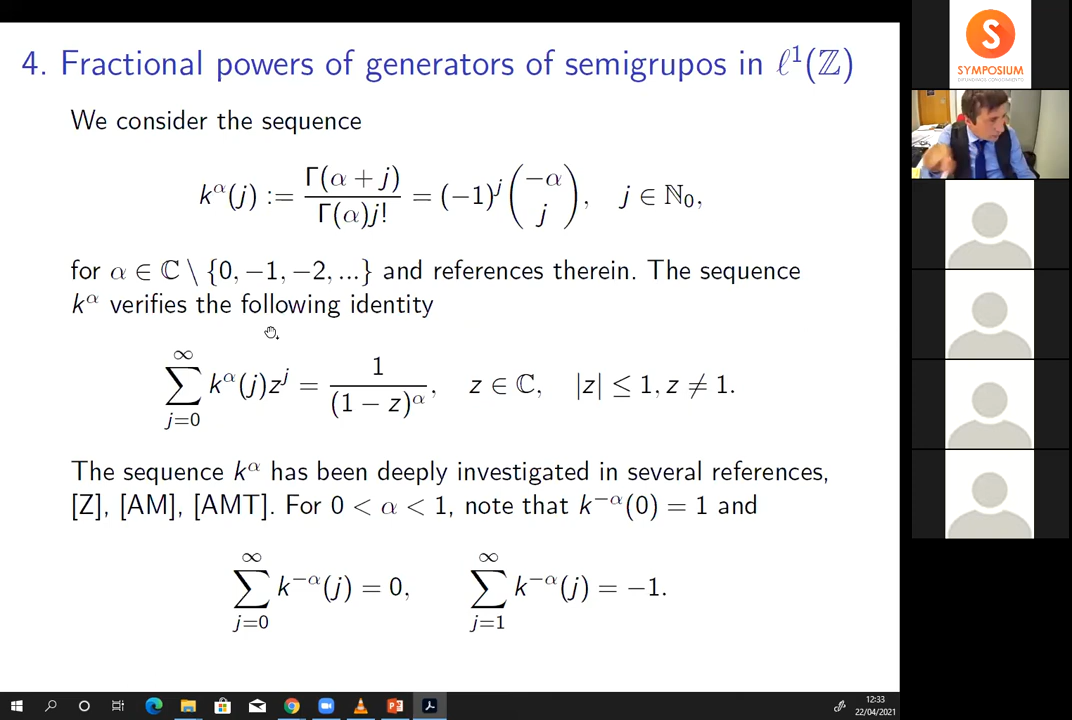 4. Fractional powers of generators of semigrupos in ℓ¹(ℤ)
We consider the sequence
k^α(j) := Γ(α + j) / Γ(α)j! = (−1)^j (−α j), j ∈ ℕ₀,
for α ∈ ℂ \ {0, −1, −2, ...} and references therein. The sequence
k^α verifies the following identity
∑_{j=0}^{∞} k^α(j)z^j = 1 / (1 − z)^α, z ∈ ℂ, |z| ≤ 1, z ≠ 1.
The sequence k^α has been deeply investigated in several references,
[Z], [AM], [AMT]. For 0 < α < 1, note that k^{−α}(0) = 1 and
∑_{j=0}^{∞} k^{−α}(j) = 0, ∑_{j=1}^{∞} k^{−α}(j) = −1.
S
SYMPOSIUM
12:33
22/04/2021